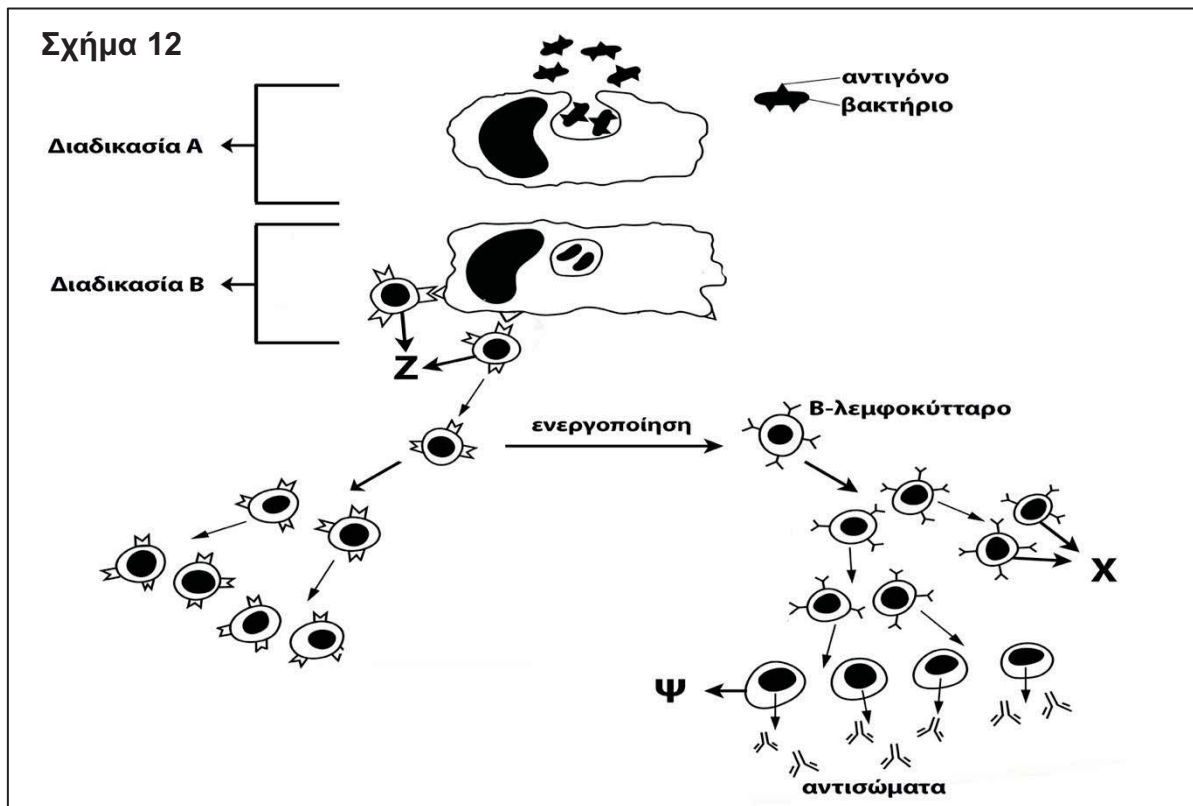 Σχήμα 12
αντιγόνο
βακτήριο
Διαδικασία Α
Διαδικασία Β
Ζ
Β-λεμφοκύτταρο
ενεργοποίηση
Χ
Ψ
αντισώματα